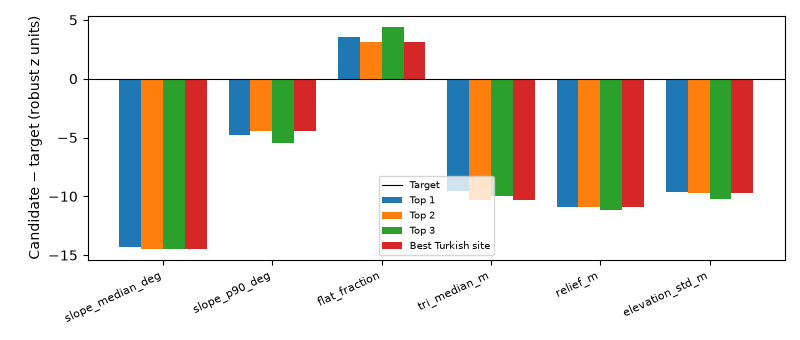 Candidate − target (robust z units)
5
0
−5
−10
−15
Target
Top 1
Top 2
Top 3
Best Turkish site
slope_median_deg
slope_p90_deg
flat_fraction
tri_median_m
relief_m
elevation_std_m